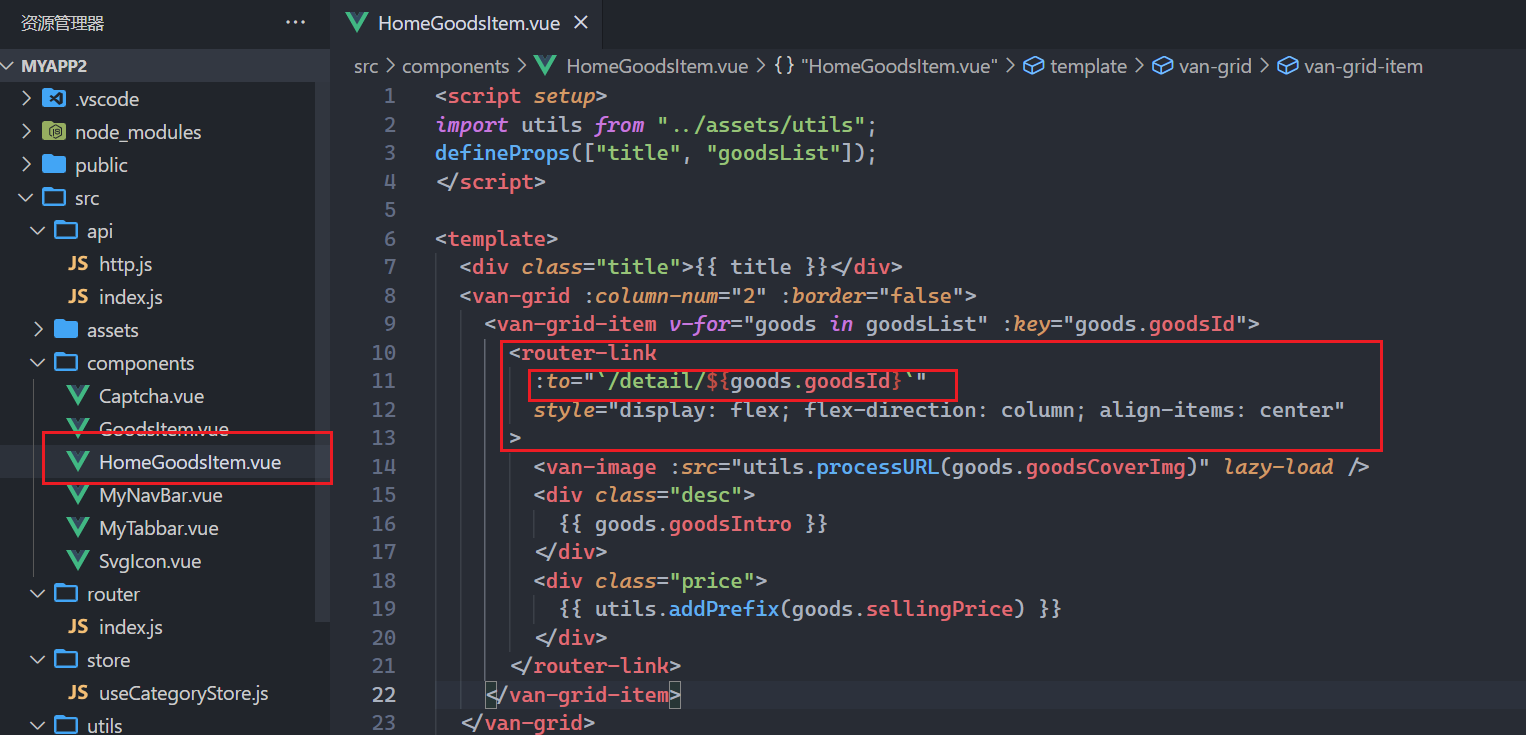 资源管理器 ···
MYAPP2
.vscode
node_modules
public
src
api
JS http.js
JS index.js
assets
components
Captcha.vue
GoodsItem.vue
HomeGoodsItem.vue
MyNavBar.vue
MyTabbar.vue
SvgIcon.vue
router
JS index.js
store
JS useCategoryStore.js
utils
HomeGoodsItem.vue ×
src > components > HomeGoodsItem.vue > {} "HomeGoodsItem.vue" > template > van-grid > van-grid-item
1 <script setup>
2 import utils from "../assets/utils";
3 defineProps(["title", "goodsList"]);
4 </script>
5
6 <template>
7 <div class="title">{{ title }}</div>
8 <van-grid :column-num="2" :border="false">
9 <van-grid-item v-for="goods in goodsList" :key="goods.goodsId">
10 <router-link
11 :to="`/detail/${goods.goodsId}`"
12 style="display: flex; flex-direction: column; align-items: center"
13 >
14 <van-image :src="utils.processURL(goods.goodsCoverImg)" lazy-load />
15 <div class="desc">
16 {{ goods.goodsIntro }}
17 </div>
18 <div class="price">
19 {{ utils.addPrefix(goods.sellingPrice) }}
20 </div>
21 </router-link>
22 </van-grid-item>
23 </van-grid>